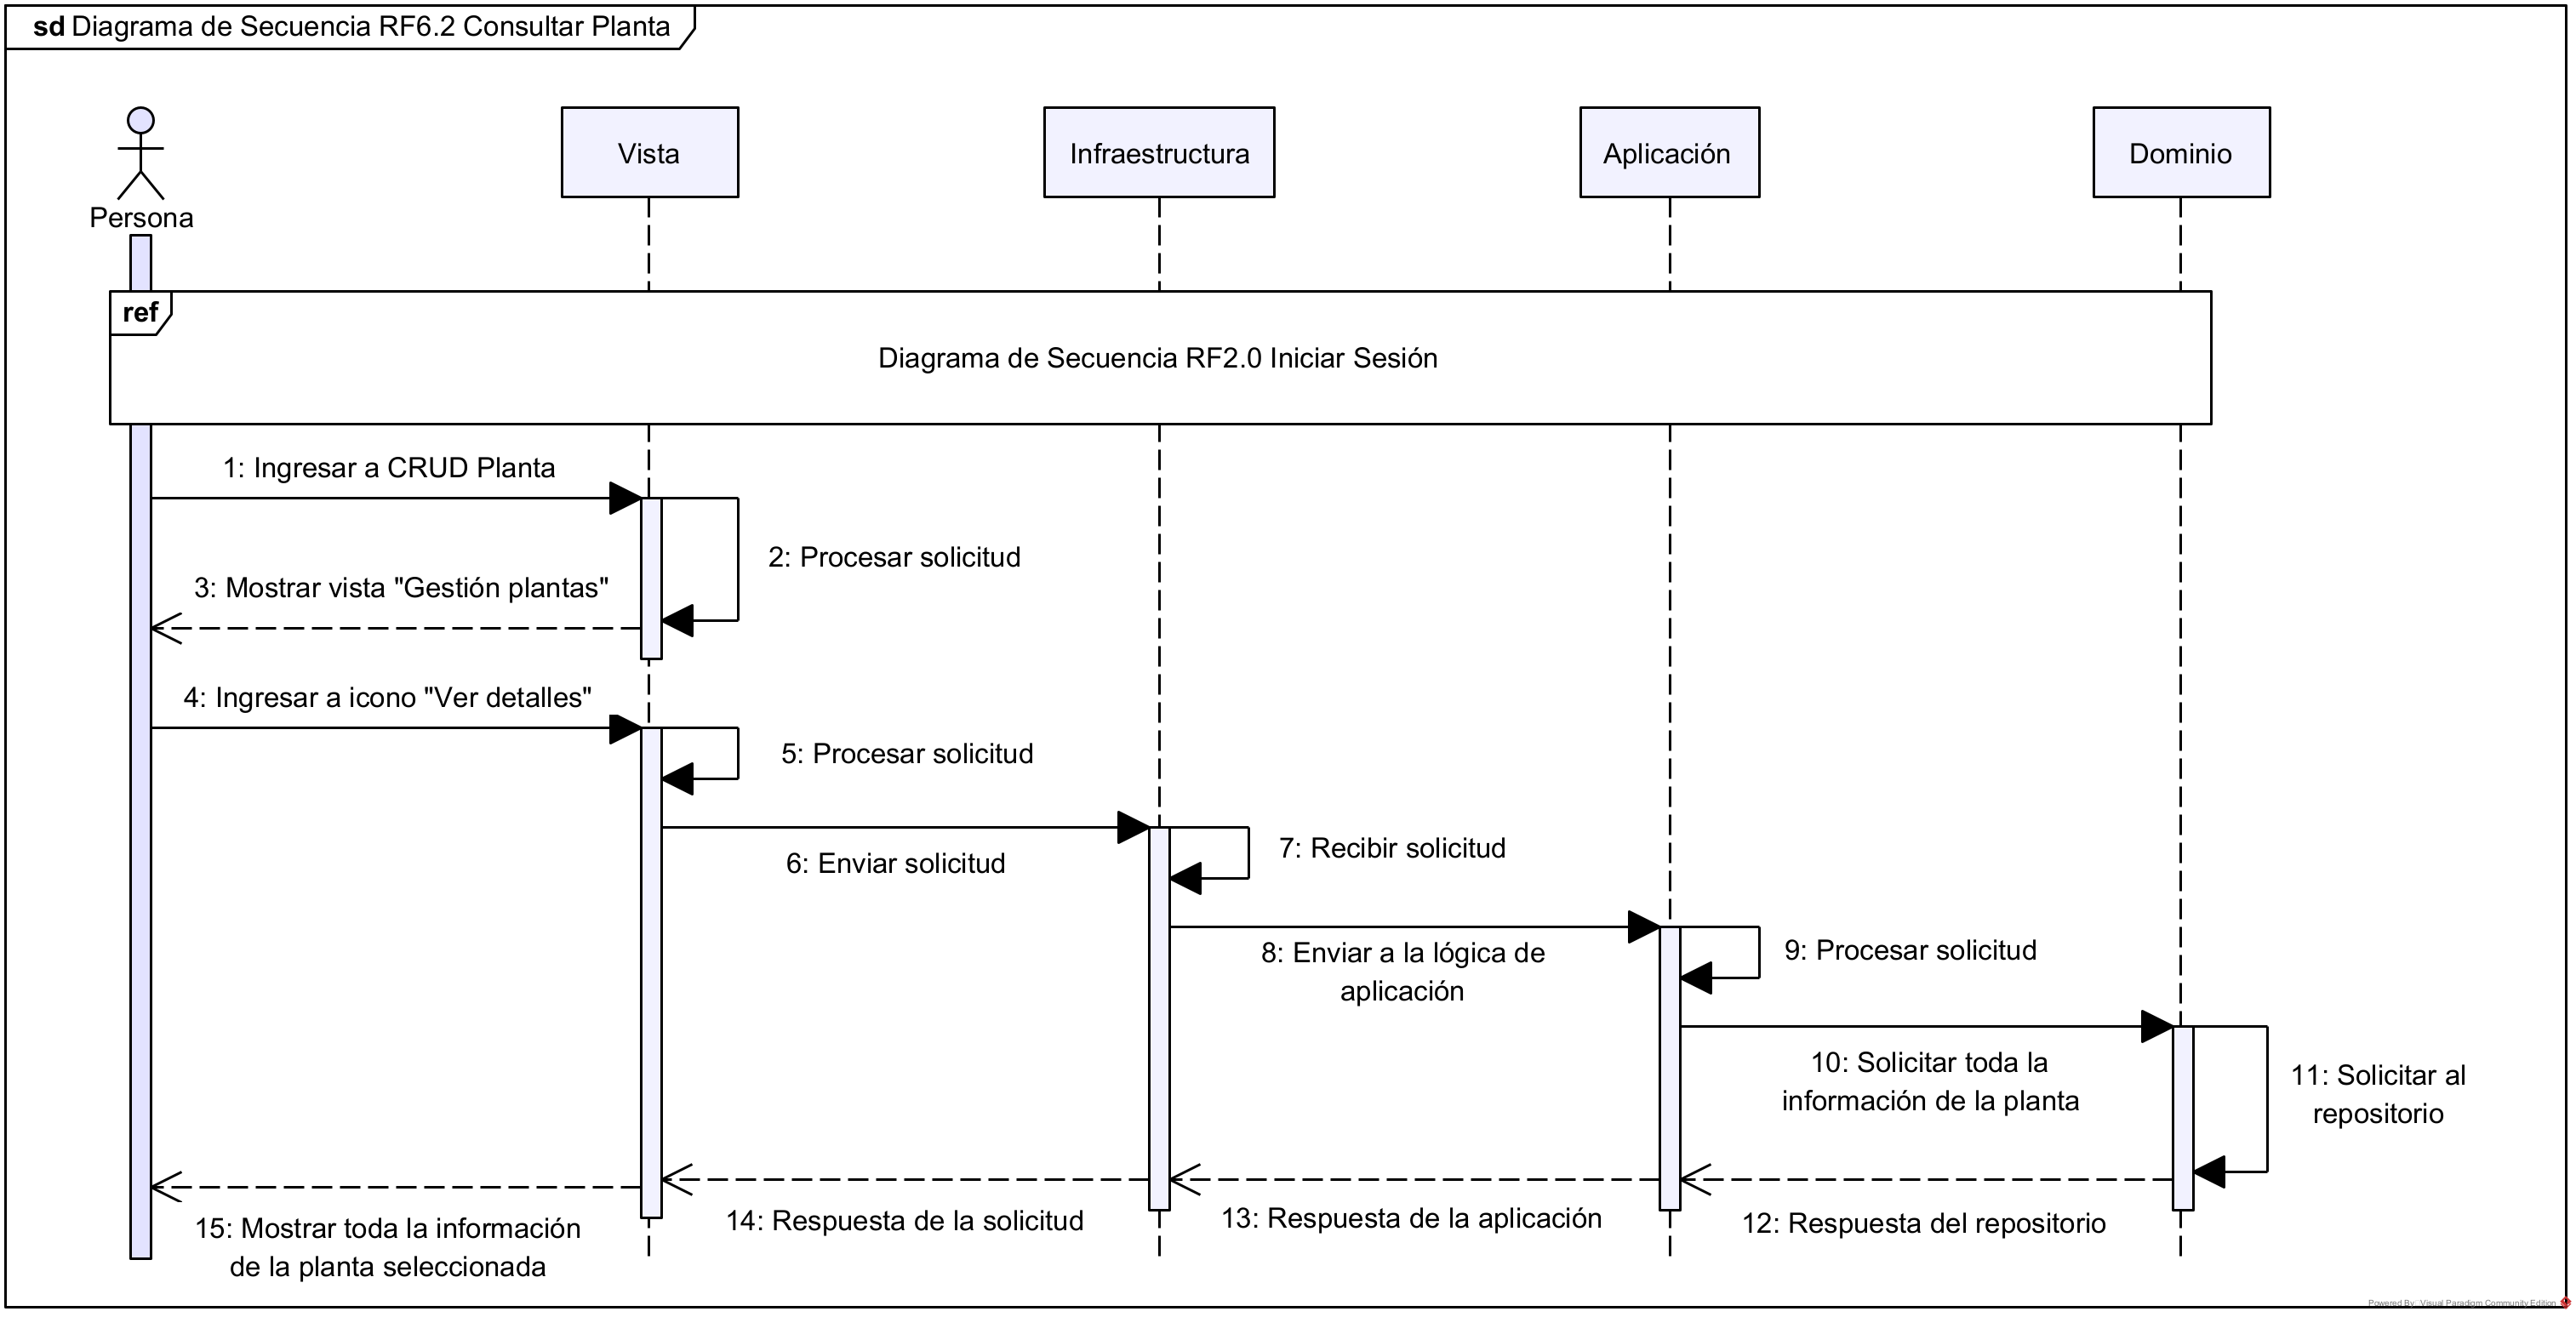 sd Diagrama de Secuencia RF6.2 Consultar Planta
Persona
Vista
Infraestructura
Aplicación
Dominio
ref
Diagrama de Secuencia RF2.0 Iniciar Sesión
1: Ingresar a CRUD Planta
2: Procesar solicitud
3: Mostrar vista "Gestión plantas"
4: Ingresar a icono "Ver detalles"
5: Procesar solicitud
6: Enviar solicitud
7: Recibir solicitud
8: Enviar a la lógica de
aplicación
9: Procesar solicitud
10: Solicitar toda la
información de la planta
11: Solicitar al
repositorio
12: Respuesta del repositorio
13: Respuesta de la aplicación
14: Respuesta de la solicitud
15: Mostrar toda la información
de la planta seleccionada
Powered By: Visual Paradigm Community Edition